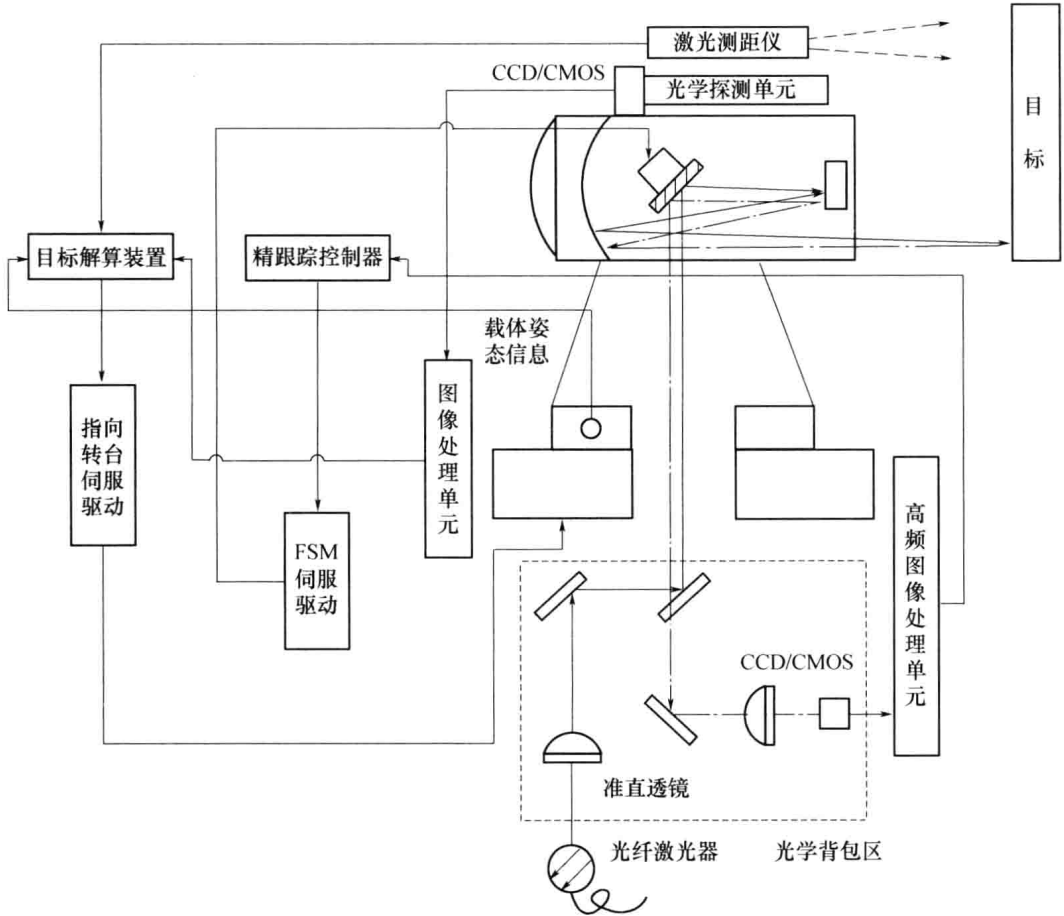 激光测距仪
CCD/CMOS
光学探测单元
目标
目标解算装置
精跟踪控制器
载体姿
态信息
图像处理单元
指向
转台
伺服
驱动
FSM
伺服
驱动
高频图像处理单元
CCD/CMOS
准直透镜
光纤激光器
光学背包区